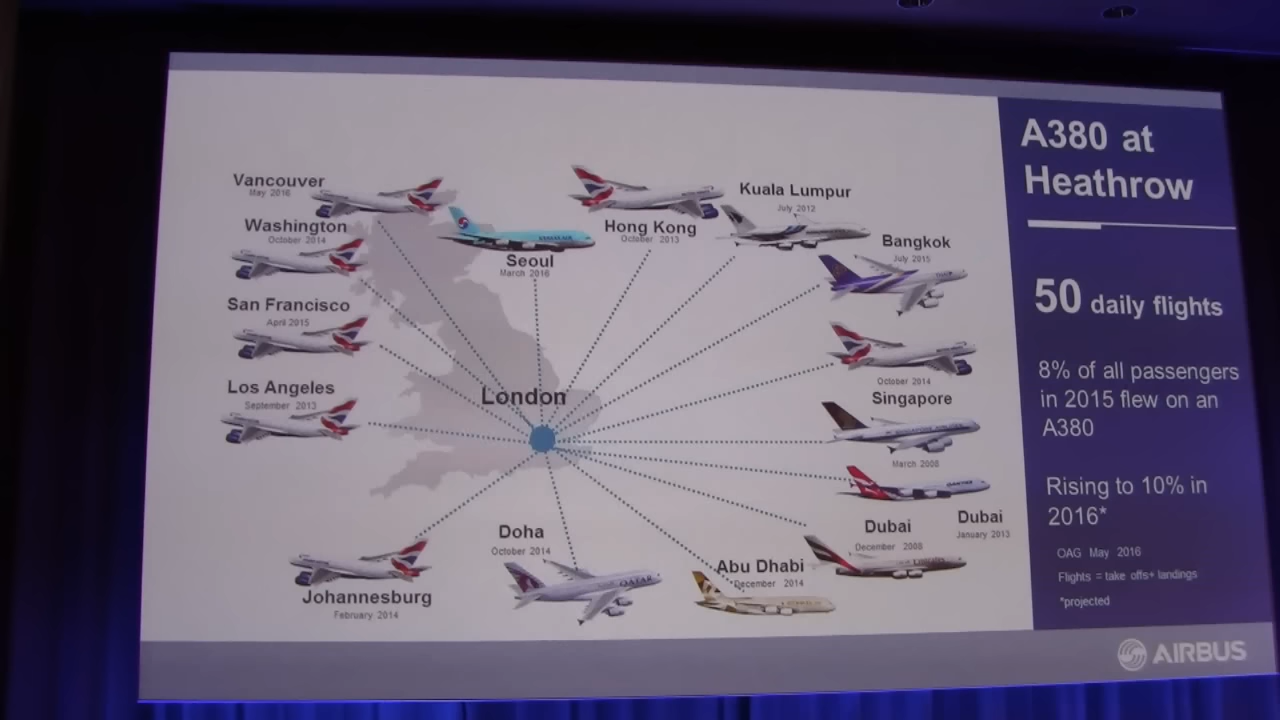 Vancouver
May 2016
Washington
October 2014
San Francisco
April 2015
Los Angeles
September 2013
Johannesburg
February 2014
Seoul
March 2016
Hong Kong
October 2013
Kuala Lumpur
July 2012
Bangkok
July 2015
October 2014
Singapore
March 2008
QANTAS
Dubai
January 2013
Dubai
December 2008
Emirates
Abu Dhabi
December 2014
Doha
October 2014
QATAR
London
A380 at
Heathrow
50 daily flights
8% of all passengers
in 2015 flew on an
A380
Rising to 10% in
2016*
OAG May 2016
Flights = take offs+ landings
*projected
AIRBUS